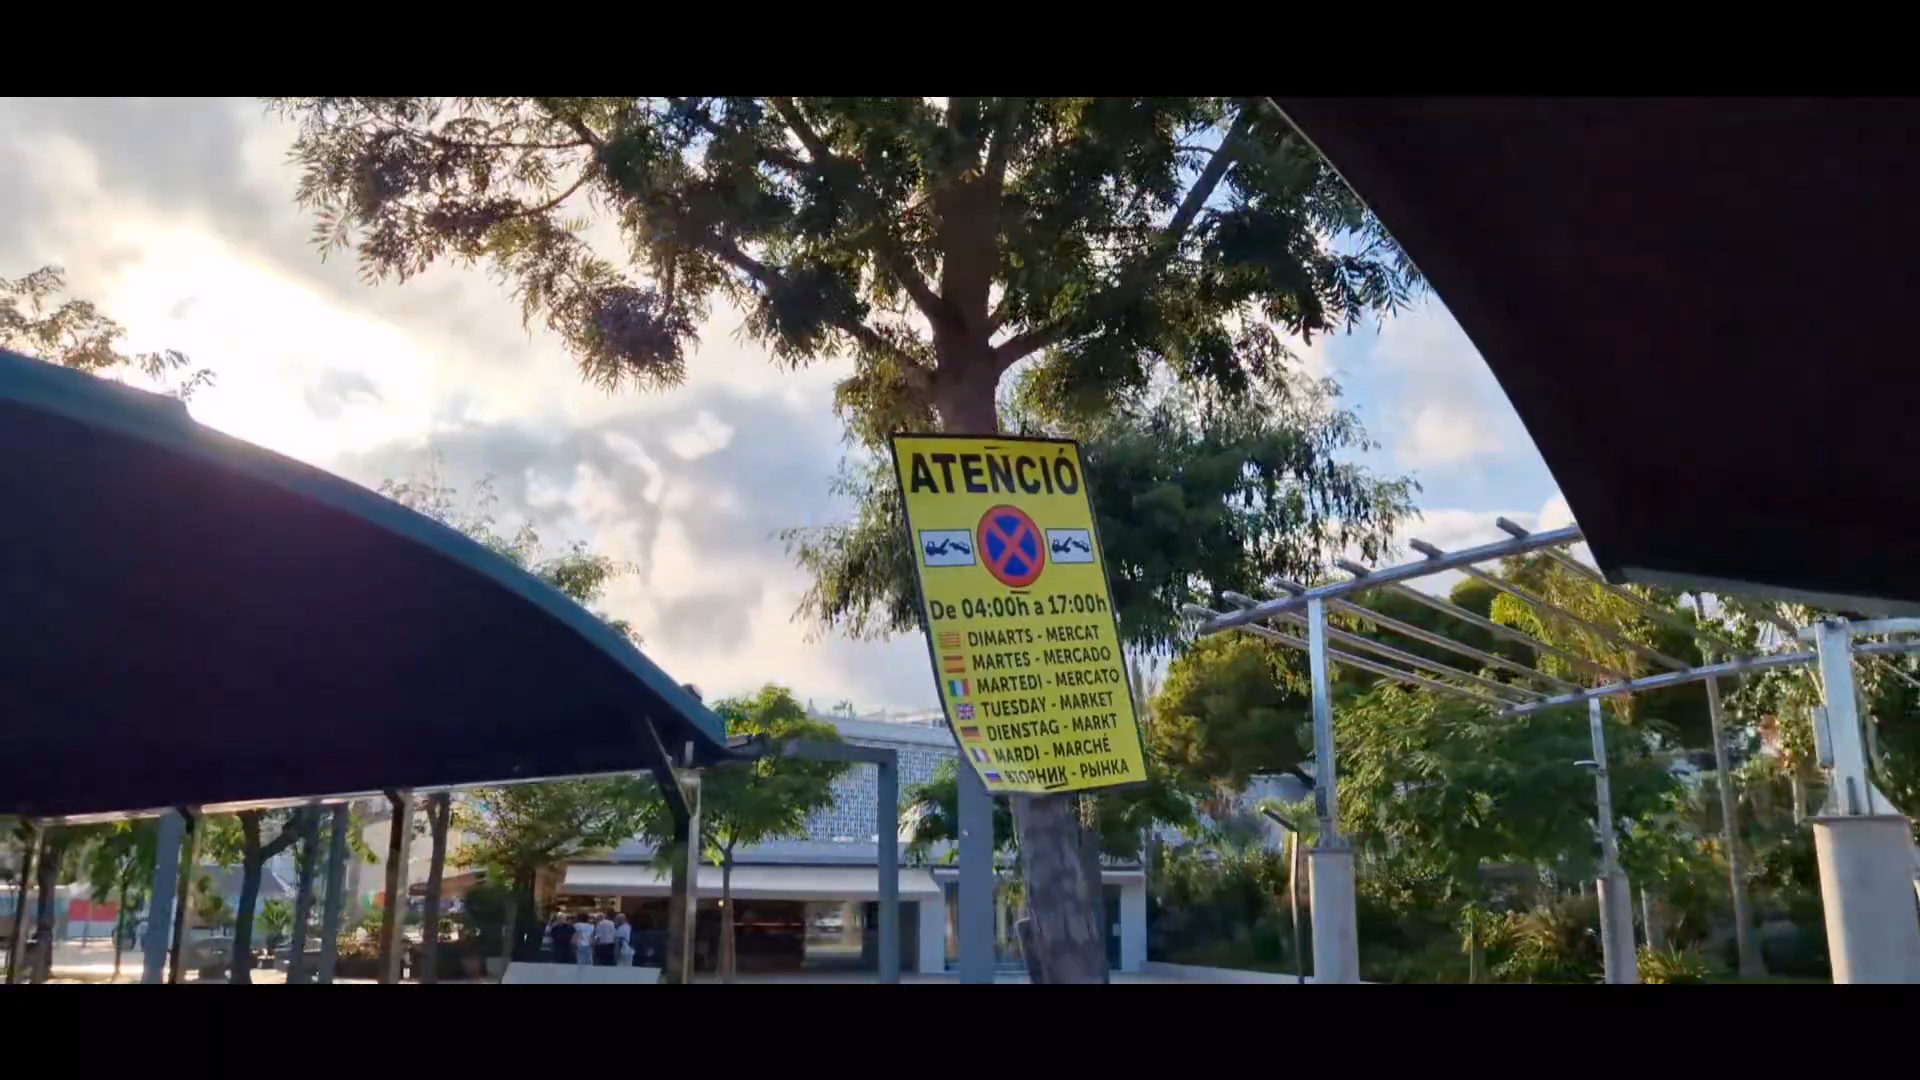 ATENCIÓ
De 04:00h a 17:00h
DIMARTS - MERCAT
MARTES - MERCADO
MARTEDI - MERCATO
TUESDAY - MARKET
DIENSTAG - MARKT
MARDI - MARCHÉ
ВТОРНИК - РЫНКА